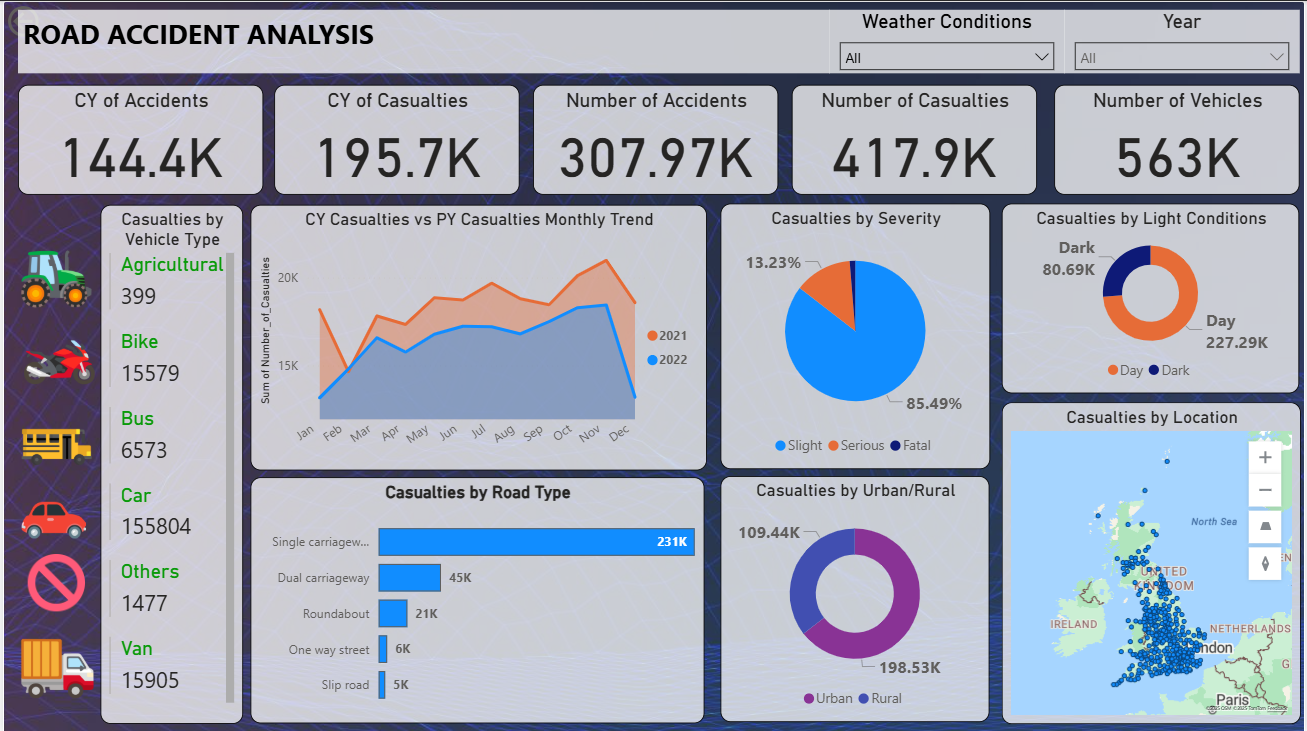 ROAD ACCIDENT ANALYSIS
Weather Conditions
All
Year
All
CY of Accidents
144.4K
CY of Casualties
195.7K
Number of Accidents
307.97K
Number of Casualties
417.9K
Number of Vehicles
563K
Casualties by
Vehicle Type
Agricultural
399
Bike
15579
Bus
6573
Car
155804
Others
1477
Van
15905
CY Casualties vs PY Casualties Monthly Trend
Sum of Number_of_Casualties
20K
15K
Jan
Feb
Mar
Apr
May
Jun
Jul
Aug
Sep
Oct
Nov
Dec
2021
2022
Casualties by Road Type
Single carriagew...
231K
Dual carriageway
45K
Roundabout
21K
One way street
6K
Slip road
5K
Casualties by Severity
13.23%
85.49%
Slight
Serious
Fatal
Casualties by Urban/Rural
109.44K
198.53K
Urban
Rural
Casualties by Light Conditions
Dark
80.69K
Day
227.29K
Day
Dark
Casualties by Location
North Sea
UNITED
KINGDOM
IRELAND
NETHERLANDS
ndon
Paris